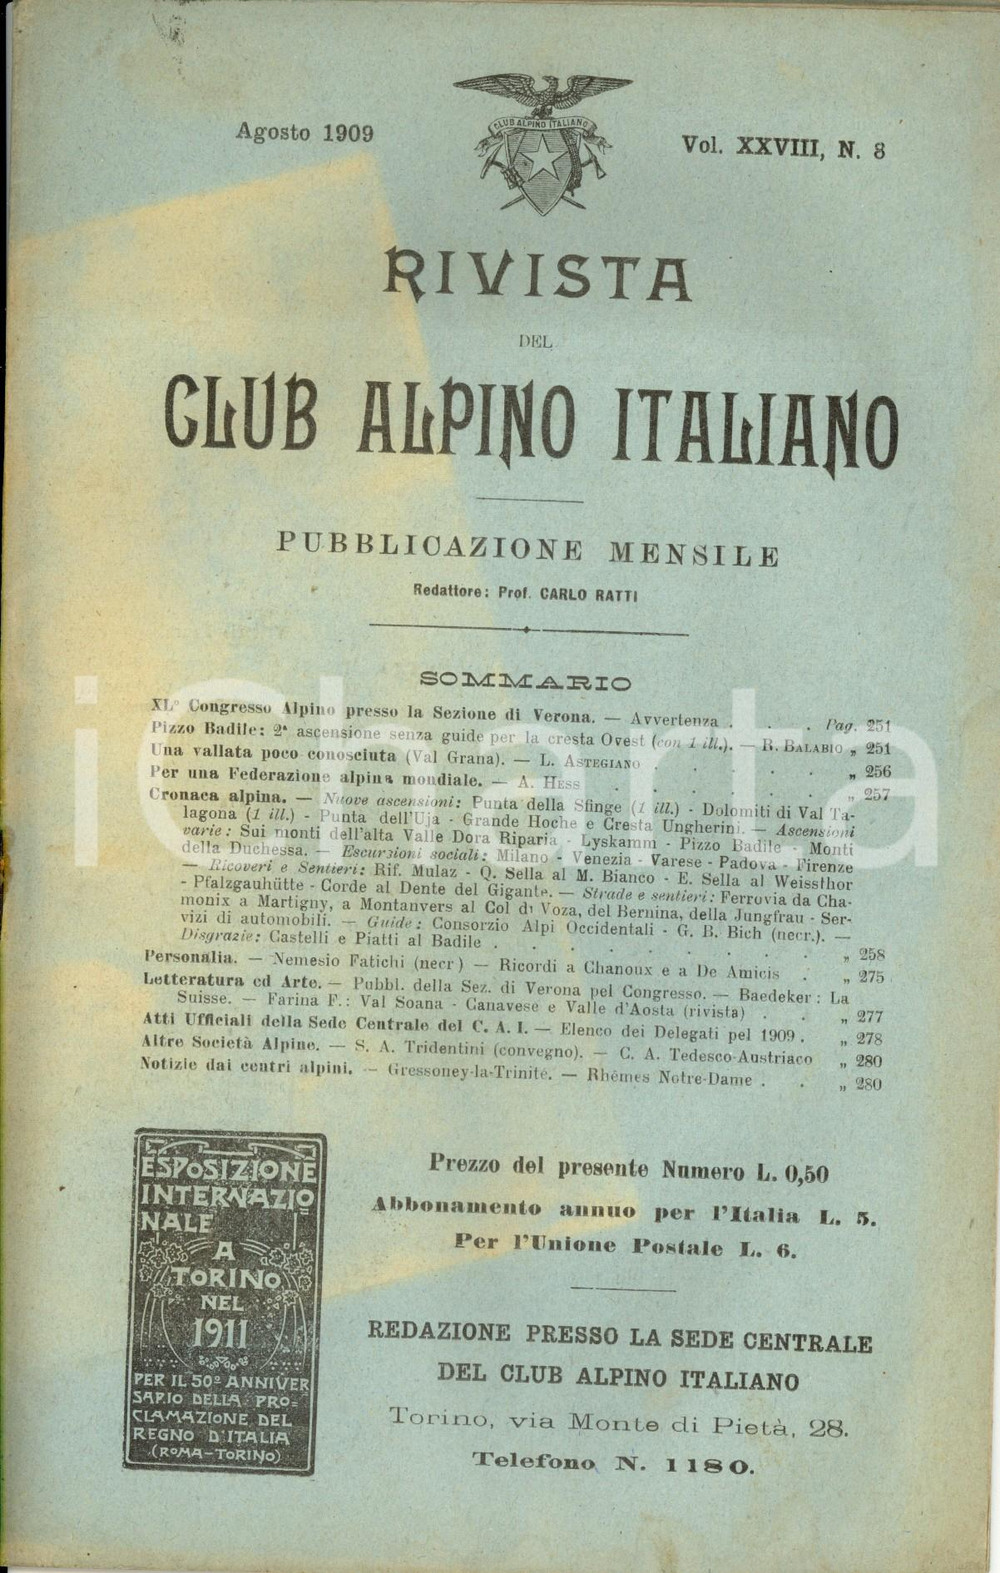 Agosto 1909
CLUB ALPINO ITALIANO
Vol. XXVIII, N. 8
RIVISTA
DEL
CLUB ALPINO ITALIANO
PUBBLICAZIONE MENSILE
Redattore: Prof. CARLO RATTI
SOMMARIO
XL° Congresso Alpino presso la Sezione di Verona. — Avvertenza . . . Pag. 251
Pizzo Badile: 2ª ascensione senza guide per la cresta Ovest (con 1 ill.). — R. BALABIO „ 251
Una vallata poco conosciuta (Val Grana). — L. ASTEGIANO . . . . . „ 256
Per una Federazione alpina mondiale. — A. HESS . . . . . . „ 257
Cronaca alpina. — Nuove ascensioni: Punta della Sfinge (1 ill.) - Dolomiti di Val Ta-
lagona (1 ill.) - Punta dell'Uja - Grande Hoche e Cresta Ungherini. — Ascensioni
varie: Sui monti dell'alta Valle Dora Riparia - Lyskamm - Pizzo Badile - Monti
della Duchessa. — Escursioni sociali: Milano - Venezia - Varese - Padova - Firenze
— Ricoveri e Sentieri: Rif. Mulaz - Q. Sella al M. Bianco - E. Sella al Weissthor
- Pfalzgauhütte - Corde al Dente del Gigante. — Strade e sentieri: Ferrovia da Cha-
monix a Martigny, a Montanvers al Col di Voza, del Bernina, della Jungfrau - Ser-
vizi di automobili. — Guide: Consorzio Alpi Occidentali - G. B. Bich (necr.). —
Disgrazie: Castelli e Piatti al Badile . . . . . . . . „ 258
Personalia. — Nemesio Fatichi (necr) — Ricordi a Chanoux e a De Amicis . „ 275
Letteratura ed Arte. — Pubbl. della Sez. di Verona pel Congresso. — Baedeker: La
Suisse. — Farina F.: Val Soana - Canavese e Valle d'Aosta (rivista) . . „ 277
Atti Ufficiali della Sede Centrale del C. A. I. — Elenco dei Delegati pel 1909 . „ 278
Altre Società Alpine. — S. A. Tridentini (convegno). — C. A. Tedesco-Austriaco „ 280
Notizie dai centri alpini. — Gressoney-la-Trinité. — Rhêmes Notre-Dame . . „ 280
ESPOSIZIONE
INTERNAZIO
NALE
A
TORINO
NEL
1911
PER IL 50º ANNIVER
SARIO DELLA PRO=
CLAMAZIONE DEL
REGNO D'ITALIA
(ROMA-TORINO)
Prezzo del presente Numero L. 0,50
Abbonamento annuo per l'Italia L. 5.
Per l'Unione Postale L. 6.
REDAZIONE PRESSO LA SEDE CENTRALE
DEL CLUB ALPINO ITALIANO
Torino, via Monte di Pietà, 28.
Telefono N. 1180.
iCharta